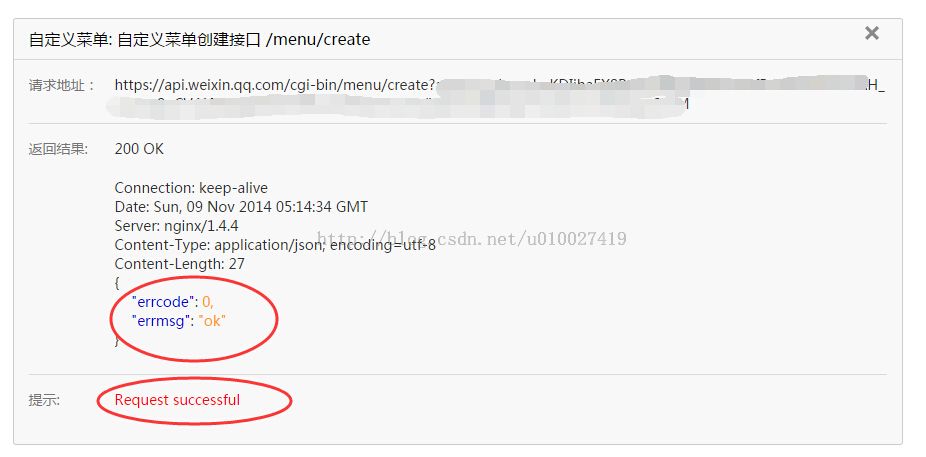 自定义菜单: 自定义菜单创建接口 /menu/create
请求地址： https://api.weixin.qq.com/cgi-bin/menu/create?
返回结果: 200 OK
Connection: keep-alive
Date: Sun, 09 Nov 2014 05:14:34 GMT
Server: nginx/1.4.4
http://blog.csdn.net/u010027419
Content-Type: application/json; encoding=utf-8
Content-Length: 27
{
"errcode": 0,
"errmsg": "ok"
}
提示: Request successful